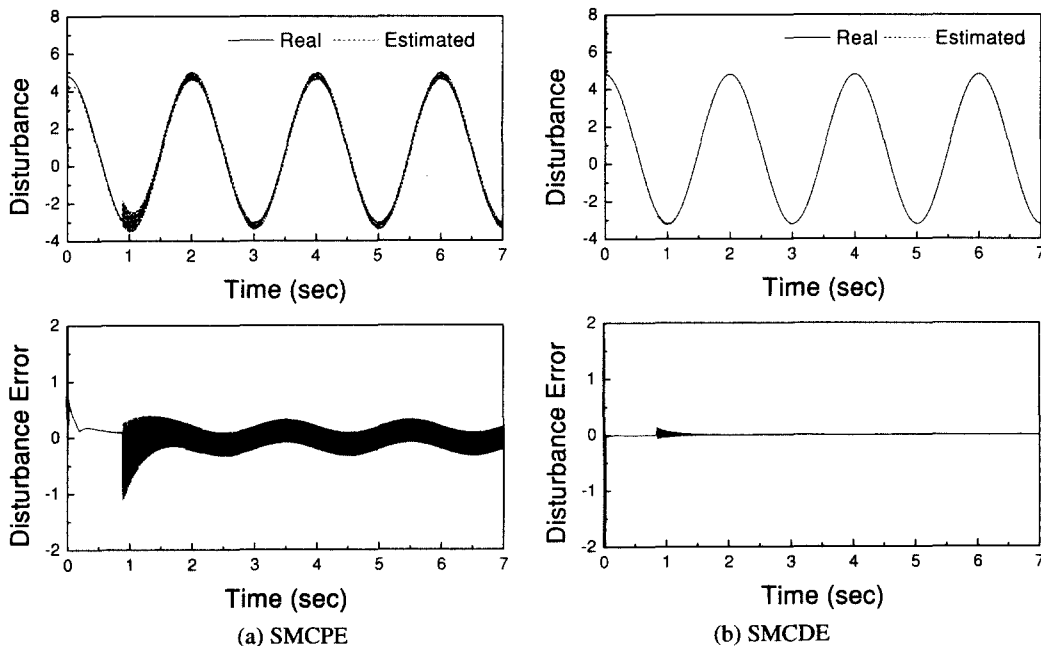 8
6
4
2
0
-2
-4
Disturbance
Real
Estimated
0 1 2 3 4 5 6 7
Time (sec)
2
1
0
-1
-2
Disturbance Error
0 1 2 3 4 5 6 7
Time (sec)
(a) SMCPE
8
6
4
2
0
-2
-4
Disturbance
Real
Estimated
0 1 2 3 4 5 6 7
Time (sec)
2
1
0
-1
-2
Disturbance Error
0 1 2 3 4 5 6 7
Time (sec)
(b) SMCDE